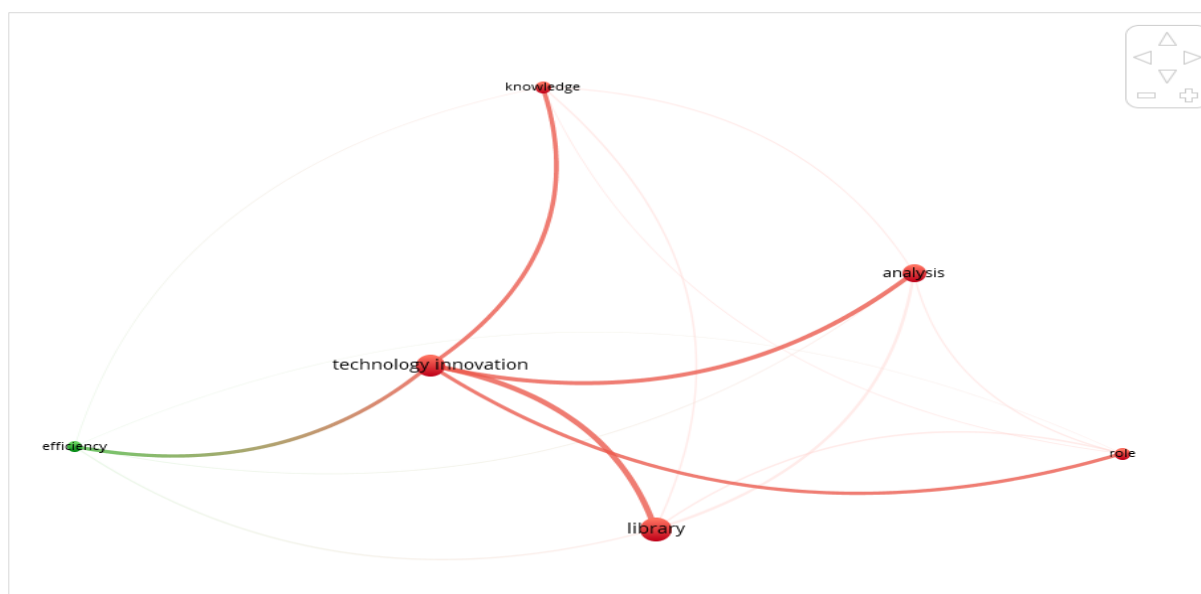 knowledge
analysis
technology innovation
efficiency
role
library